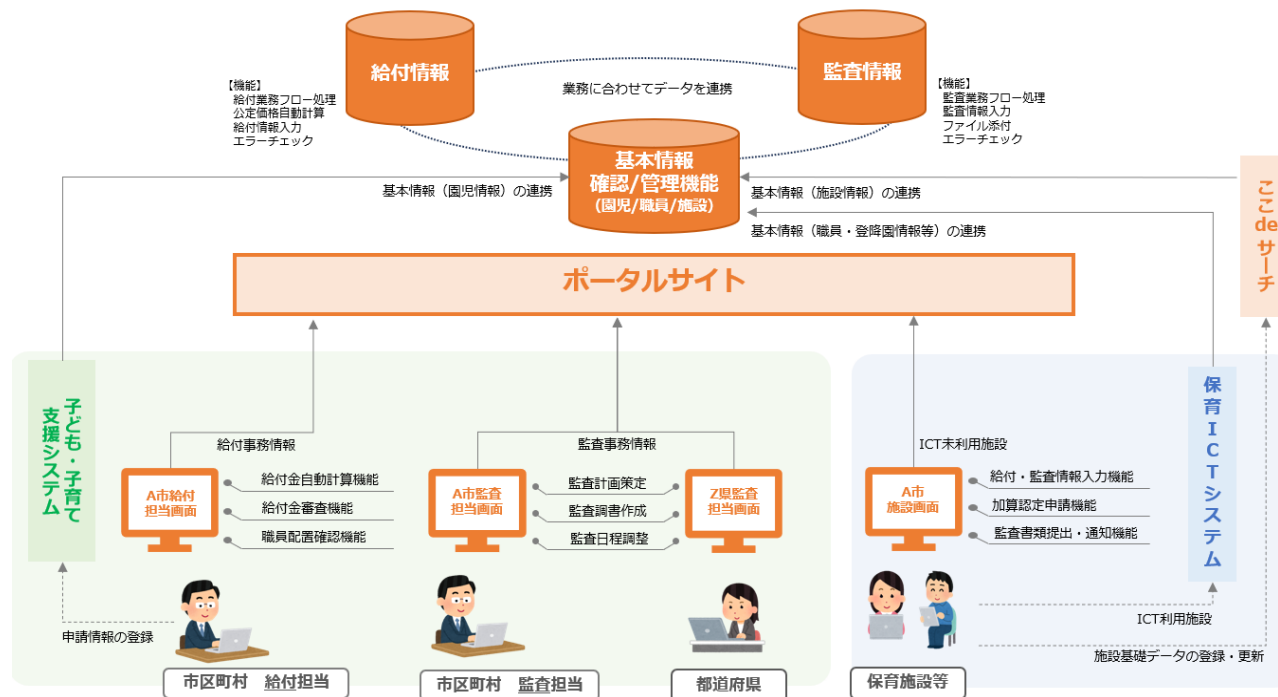 給付情報
監査情報
【機能】
給付業務フロー処理
公定価格自動計算
給付情報入力
エラーチェック
業務に合わせてデータを連携
【機能】
監査業務フロー処理
監査情報入力
ファイル添付
エラーチェック
基本情報
確認/管理機能
(園児/職員/施設)
基本情報（園児情報）の連携
基本情報（施設情報）の連携
基本情報（職員・登降園情報等）の連携
ここdeサーチ
ポータルサイト
子ども・子育て
支援システム
給付事務情報
A市給付
担当画面
給付金自動計算機能
給付金審査機能
職員配置確認機能
監査事務情報
A市監査
担当画面
監査計画策定
監査調書作成
監査日程調整
Z県監査
担当画面
ICT未利用施設
A市
施設画面
給付・監査情報入力機能
加算認定申請機能
監査書類提出・通知機能
保育ICTシステム
申請情報の登録
ICT利用施設
施設基礎データの登録・更新
市区町村　給付担当
市区町村　監査担当
都道府県
保育施設等